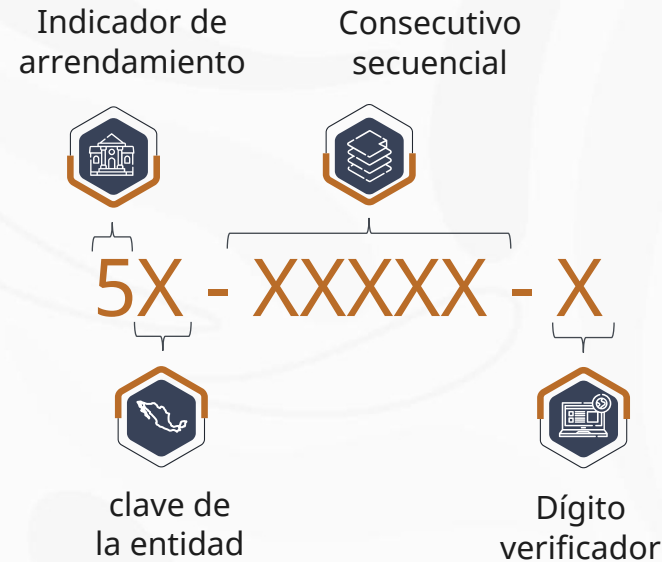 Indicador de
arrendamiento
Consecutivo
secuencial
5X - XXXXX - X
clave de
la entidad
Dígito
verificador